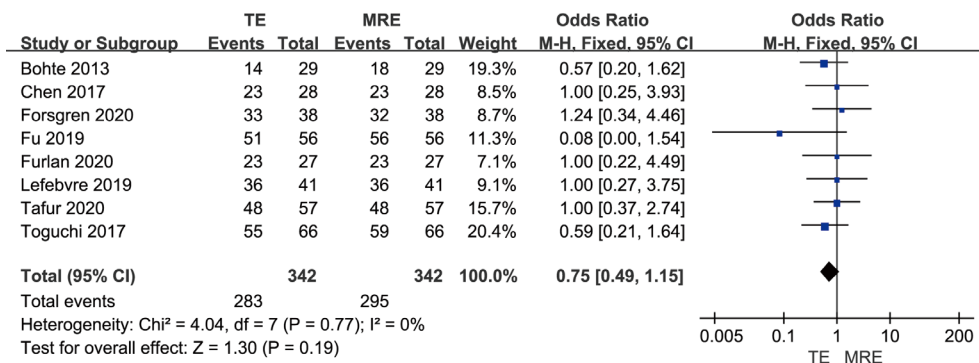 TE MRE Odds Ratio Odds Ratio
Study or Subgroup Events Total Events Total Weight M-H, Fixed, 95% CI M-H, Fixed, 95% CI
Bohte 2013 14 29 18 29 19.3% 0.57 [0.20, 1.62]
Chen 2017 23 28 23 28 8.5% 1.00 [0.25, 3.93]
Forsgren 2020 33 38 32 38 8.7% 1.24 [0.34, 4.46]
Fu 2019 51 56 56 56 11.3% 0.08 [0.00, 1.54]
Furlan 2020 23 27 23 27 7.1% 1.00 [0.22, 4.49]
Lefebvre 2019 36 41 36 41 9.1% 1.00 [0.27, 3.75]
Tafur 2020 48 57 48 57 15.7% 1.00 [0.37, 2.74]
Toguchi 2017 55 66 59 66 20.4% 0.59 [0.21, 1.64]
Total (95% CI) 342 342 100.0% 0.75 [0.49, 1.15]
Total events 283 295
Heterogeneity: Chi² = 4.04, df = 7 (P = 0.77); I² = 0%
Test for overall effect: Z = 1.30 (P = 0.19)
0.005 0.1 1 10 200
TE MRE